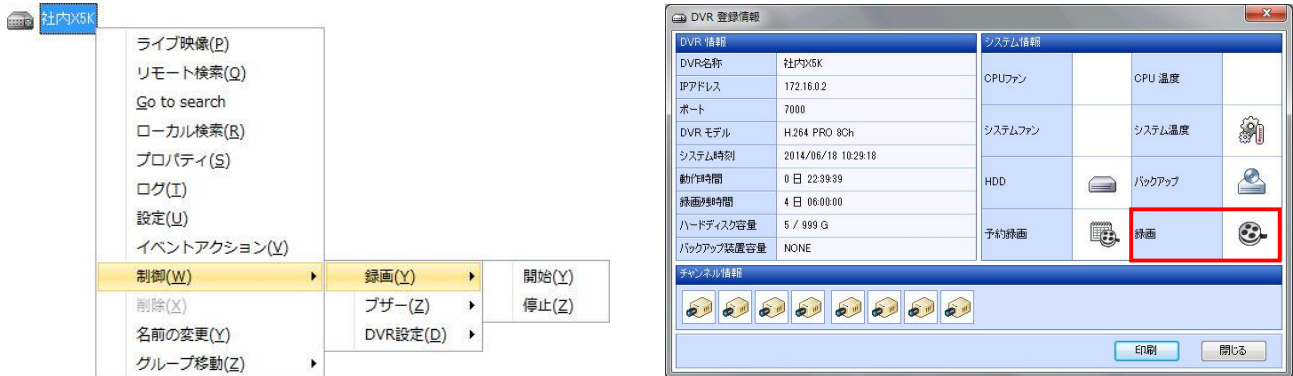 社内X5K
ライブ映像(P)
リモート検索(Q)
Go to search
ローカル検索(R)
プロパティ(S)
ログ(T)
設定(U)
イベントアクション(V)
制御(W)
録画(Y)
開始(Y)
削除(X)
ブザー(Z)
停止(Z)
名前の変更(Y)
DVR設定(D)
グループ移動(Z)
DVR 登録情報
DVR 情報
DVR名称 社内X5K
IPアドレス 172.16.0.2
ポート 7000
DVR モデル H.264 PRO 8Ch
システム時刻 2014/06/18 10:29:18
動作時間 0 日 22:39:39
録画残時間 4 日 06:00:00
ハードディスク容量 5 / 999 G
バックアップ装置容量 NONE
システム情報
CPUファン CPU 温度
システムファン システム温度
HDD バックアップ
予約録画 録画
チャンネル情報
印刷 閉じる